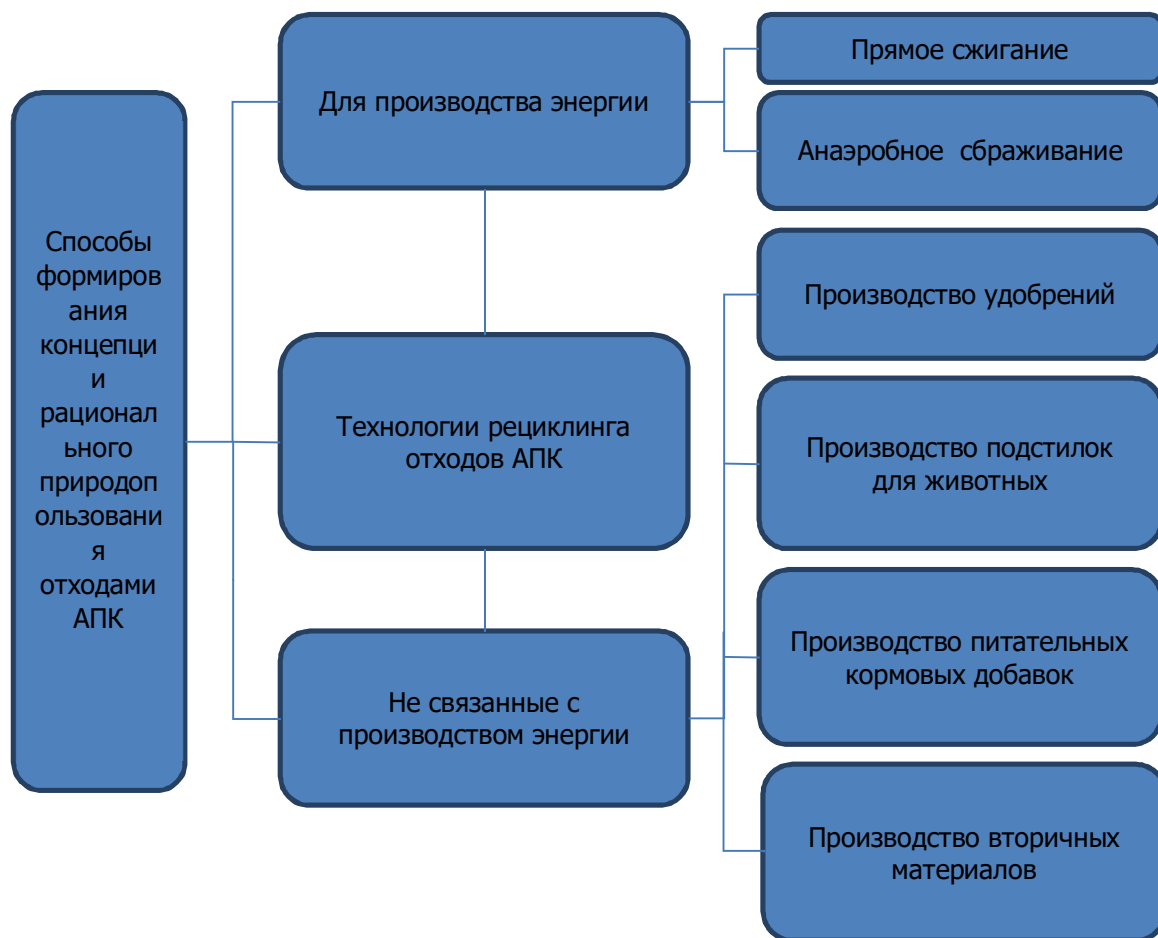 Способы
формиров
ания
концепци
и
рационал
ьного
природоп
ользовани
я
отходами
АПК
Для производства энергии
Технологии рециклинга
отходов АПК
Не связанные с
производством энергии
Прямое сжигание
Анаэробное  сбраживание
Производство удобрений
Производство подстилок
для животных
Производство питательных
кормовых добавок
Производство вторичных
материалов